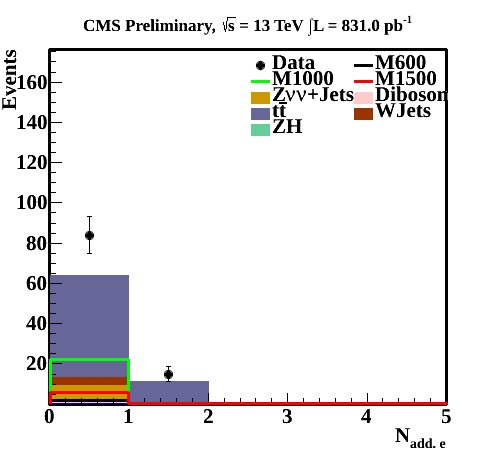 CMS Preliminary, √s = 13 TeV ∫L = 831.0 pb⁻¹
Events
Data
M600
M1000
M1500
Zνν+Jets
Diboson
tt̄
WJets
ZH
160
140
120
100
80
60
40
20
0 1 2 3 4 5
N_add. e